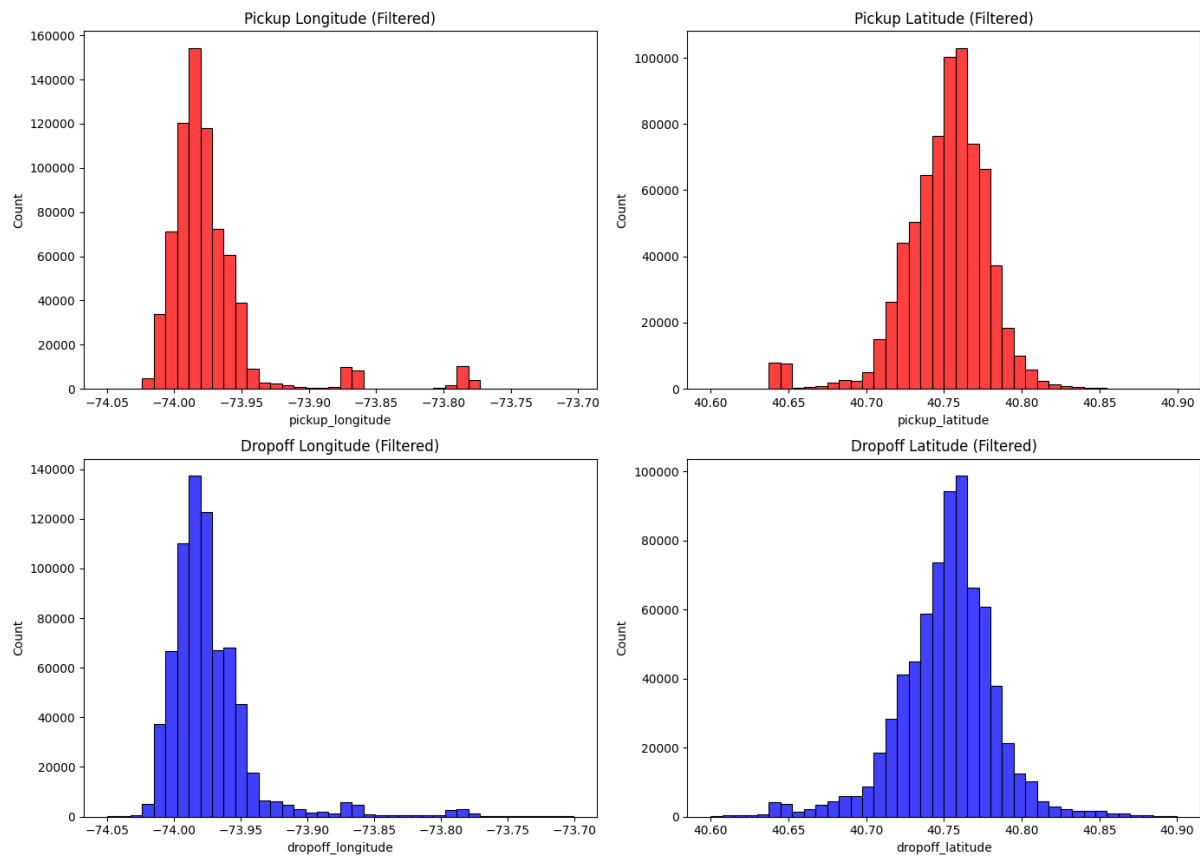 Pickup Longitude (Filtered)
160000
140000
120000
100000
80000
60000
40000
20000
0
Count
−74.05 −74.00 −73.95 −73.90 −73.85 −73.80 −73.75 −73.70
pickup_longitude
Pickup Latitude (Filtered)
100000
80000
60000
40000
20000
0
Count
40.60 40.65 40.70 40.75 40.80 40.85 40.90
pickup_latitude
Dropoff Longitude (Filtered)
140000
120000
100000
80000
60000
40000
20000
0
Count
−74.05 −74.00 −73.95 −73.90 −73.85 −73.80 −73.75 −73.70
dropoff_longitude
Dropoff Latitude (Filtered)
100000
80000
60000
40000
20000
0
Count
40.60 40.65 40.70 40.75 40.80 40.85 40.90
dropoff_latitude